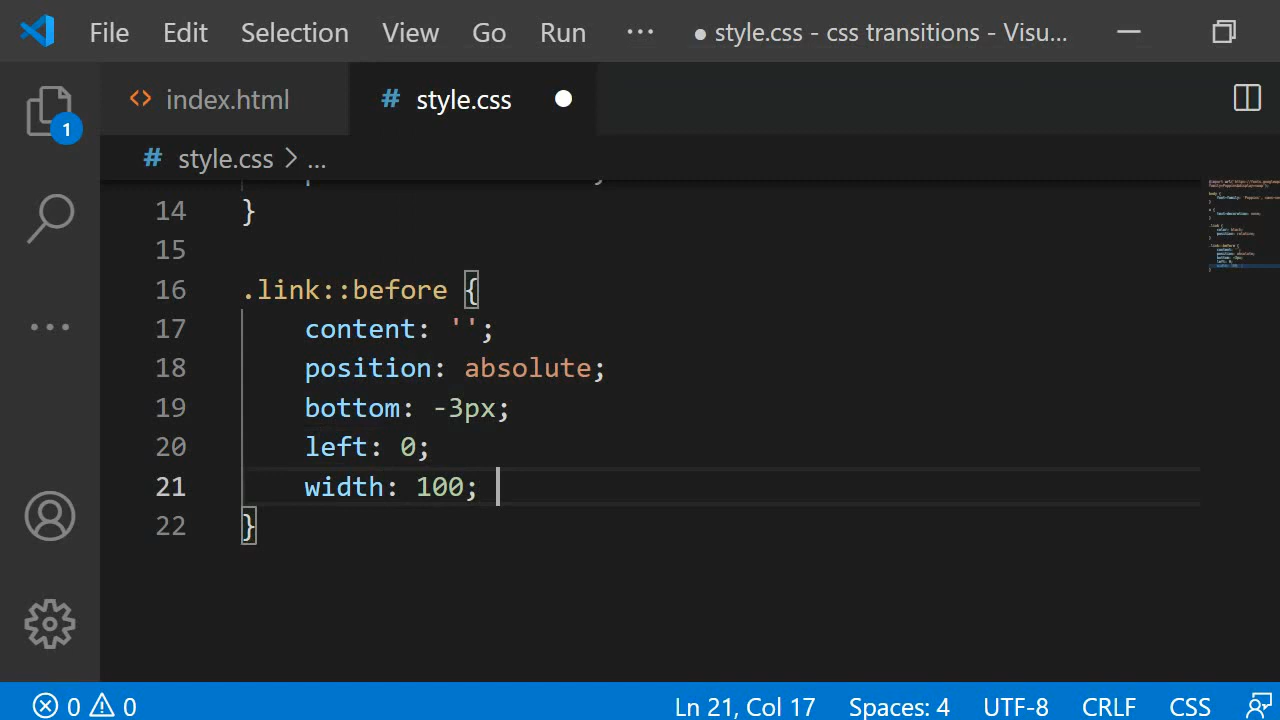 File Edit Selection View Go Run ··· ● style.css - css transitions - Visu...
index.html style.css
1
style.css > ...
14 }
15
16 .link::before {
17 content: '';
18 position: absolute;
19 bottom: -3px;
20 left: 0;
21 width: 100;
22 }
0 0 Ln 21, Col 17 Spaces: 4 UTF-8 CRLF CSS